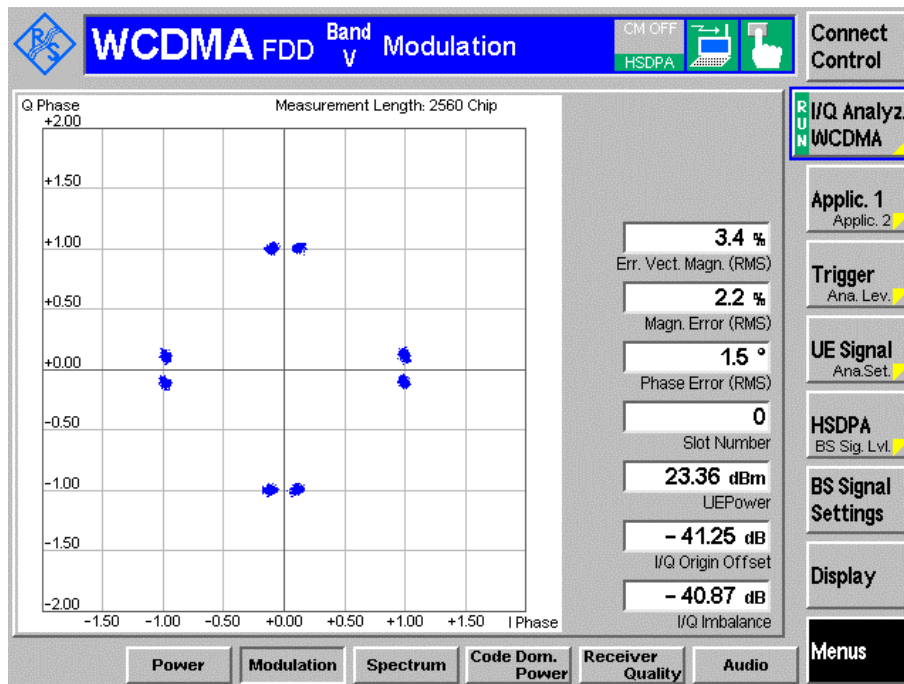 R&S
WCDMA FDD Band V Modulation
CM OFF
HSDPA
Connect
Control
Q Phase
Measurement Length: 2560 Chip
+2.00
+1.50
+1.00
+0.50
+0.00
-0.50
-1.00
-1.50
-2.00
-1.50 -1.00 -0.50 +0.00 +0.50 +1.00 +1.50 I Phase
3.4 %
Err. Vect. Magn. (RMS)
2.2 %
Magn. Error (RMS)
1.5 °
Phase Error (RMS)
0
Slot Number
23.36 dBm
UEPower
- 41.25 dB
I/Q Origin Offset
- 40.87 dB
I/Q Imbalance
RUN
I/Q Analyz.
WCDMA
Applic. 1
Applic. 2
Trigger
Ana. Lev.
UE Signal
Ana.Set.
HSDPA
BS Sig. Lvl.
BS Signal
Settings
Display
Menus
Power
Modulation
Spectrum
Code Dom.
Power
Receiver
Quality
Audio